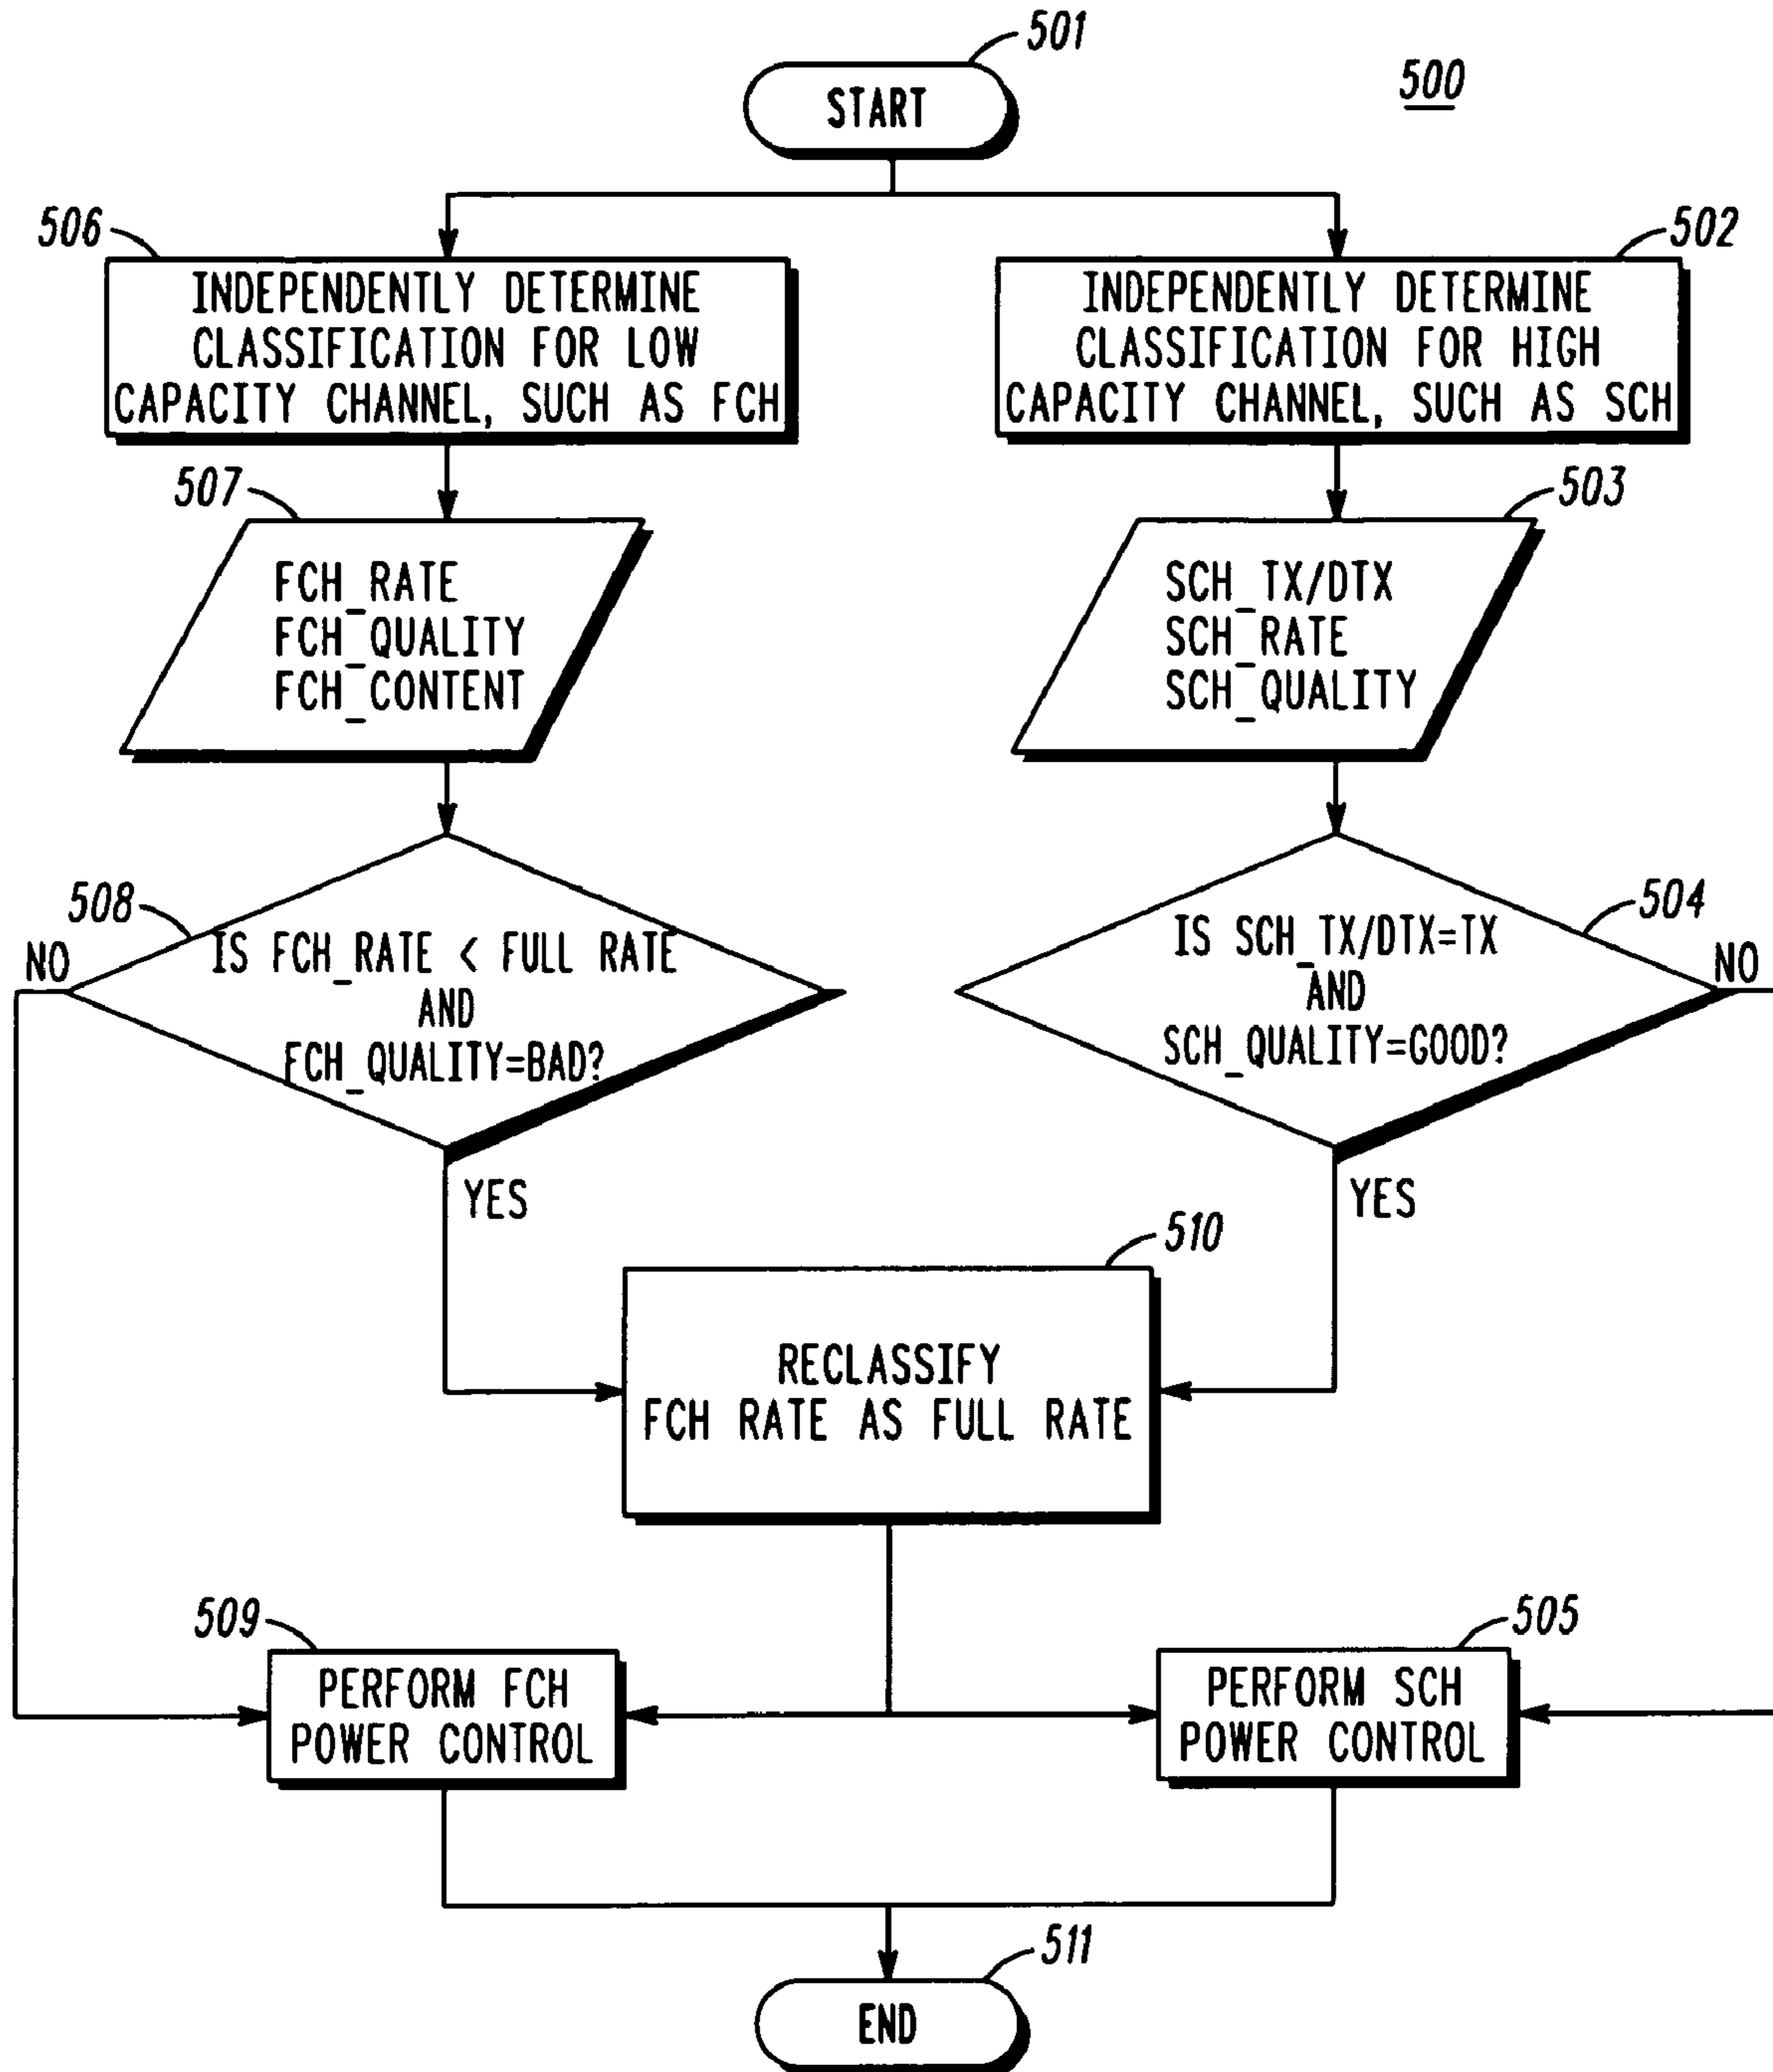 501
500
START
506
502
INDEPENDENTLY DETERMINE
CLASSIFICATION FOR LOW
CAPACITY CHANNEL, SUCH AS FCH
INDEPENDENTLY DETERMINE
CLASSIFICATION FOR HIGH
CAPACITY CHANNEL, SUCH AS SCH
507
503
FCH_RATE
FCH_QUALITY
FCH_CONTENT
SCH_TX/DTX
SCH_RATE
SCH_QUALITY
508
504
NO
IS FCH_RATE < FULL RATE
AND
FCH_QUALITY=BAD?
IS SCH_TX/DTX=TX
AND
SCH_QUALITY=GOOD?
NO
YES
YES
510
RECLASSIFY
FCH RATE AS FULL RATE
509
505
PERFORM FCH
POWER CONTROL
PERFORM SCH
POWER CONTROL
511
END